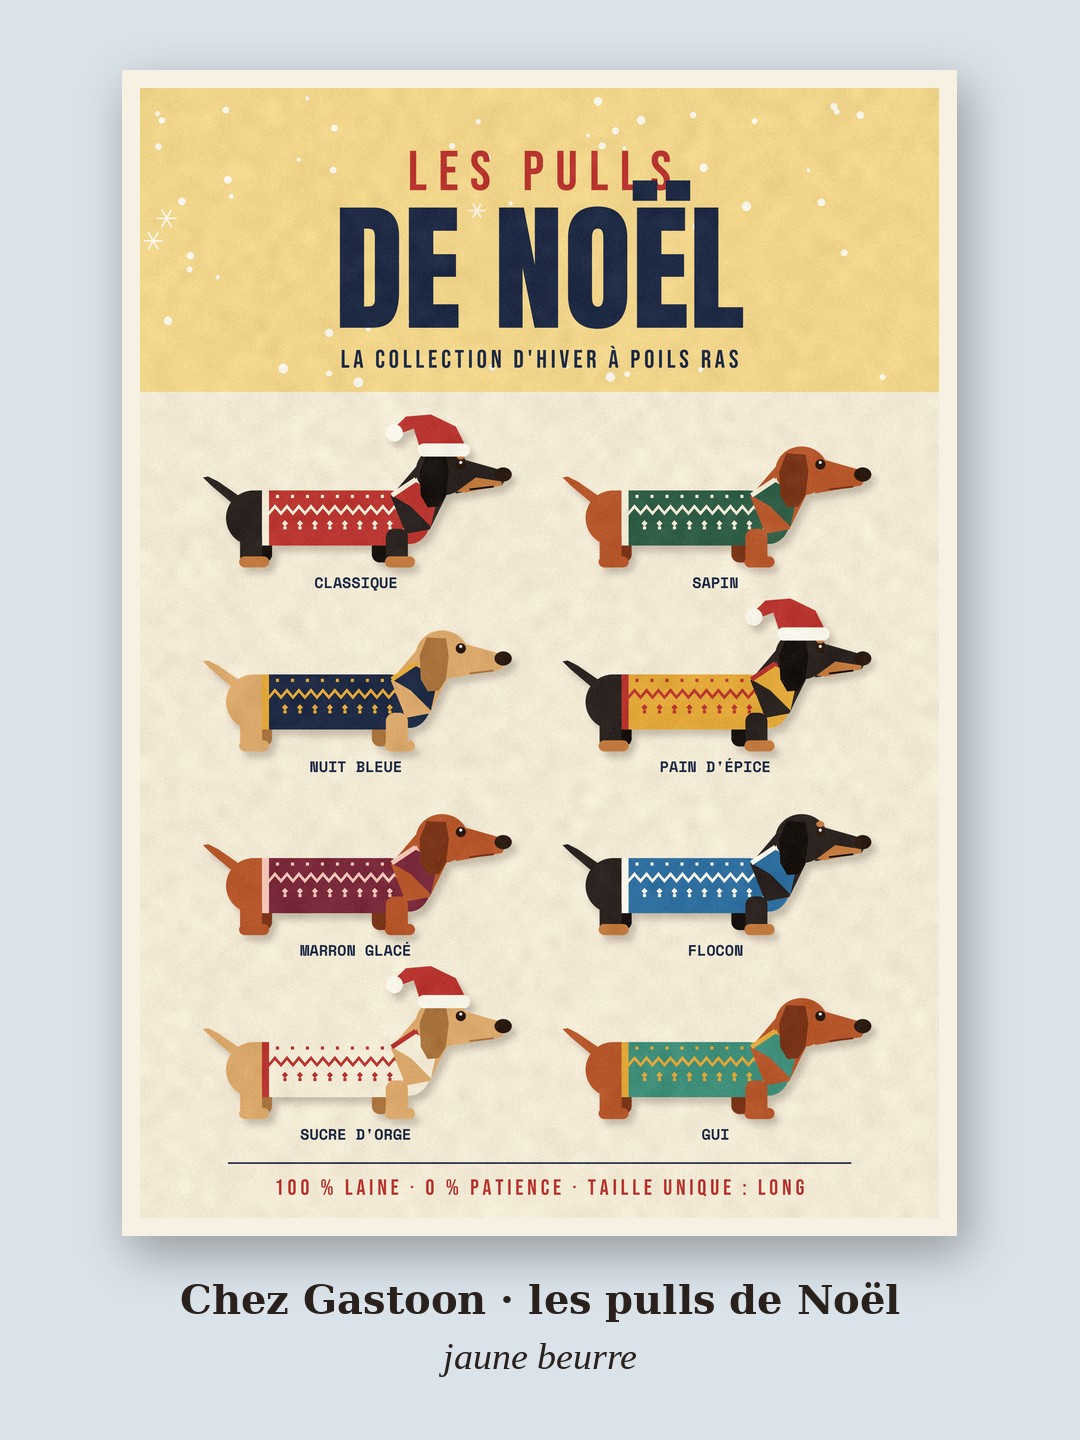 LES PULLS
DE NOËL
LA COLLECTION D'HIVER À POILS RAS
CLASSIQUE
SAPIN
NUIT BLEUE
PAIN D'ÉPICE
MARRON GLACÉ
FLOCON
SUCRE D'ORGE
GUI
100 % LAINE · 0 % PATIENCE · TAILLE UNIQUE : LONG
Chez Gastoon · les pulls de Noël
jaune beurre